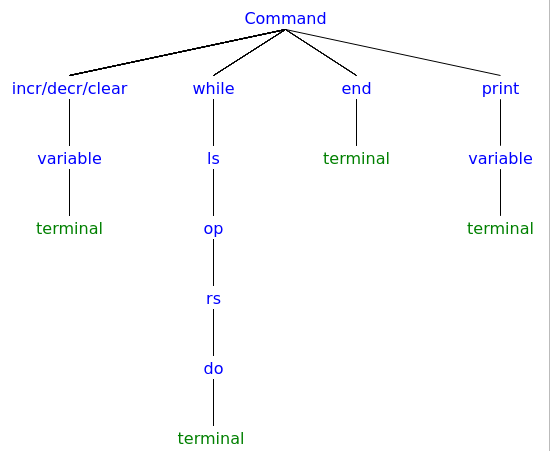 Command
incr/decr/clear while end print
variable ls terminal variable
terminal op terminal
rs
do
terminal